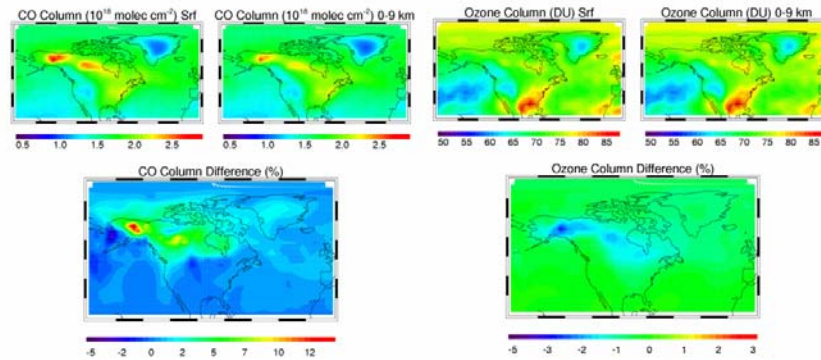 CO Column (10¹⁸ molec cm⁻²) Srf
CO Column (10¹⁸ molec cm⁻²) 0-9 km
0.5 1.0 1.5 2.0 2.5
0.5 1.0 1.5 2.0 2.5
Ozone Column (DU) Srf
Ozone Column (DU) 0-9 km
50 55 60 65 70 75 80 85
50 55 60 65 70 75 80 85
CO Column Difference (%)
-5 -2 0 2 5 7 10 12
Ozone Column Difference (%)
-5 -3 -2 -1 0 1 2 3